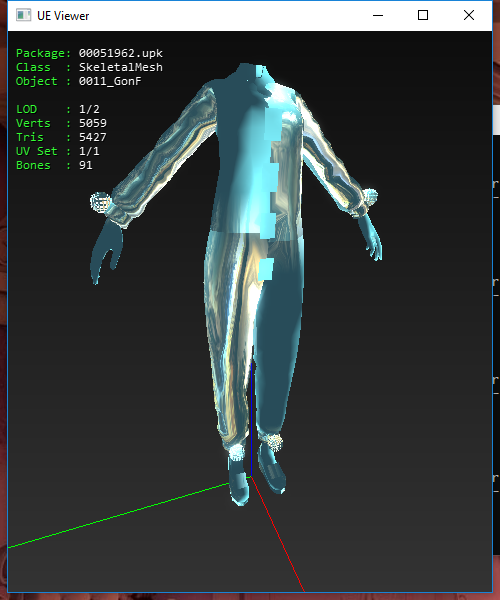 UE Viewer
Package: 00051962.upk
Class : SkeletalMesh
Object : 0011_GonF
LOD : 1/2
Verts : 5059
Tris : 5427
UV Set : 1/1
Bones : 91
r
r
r
r